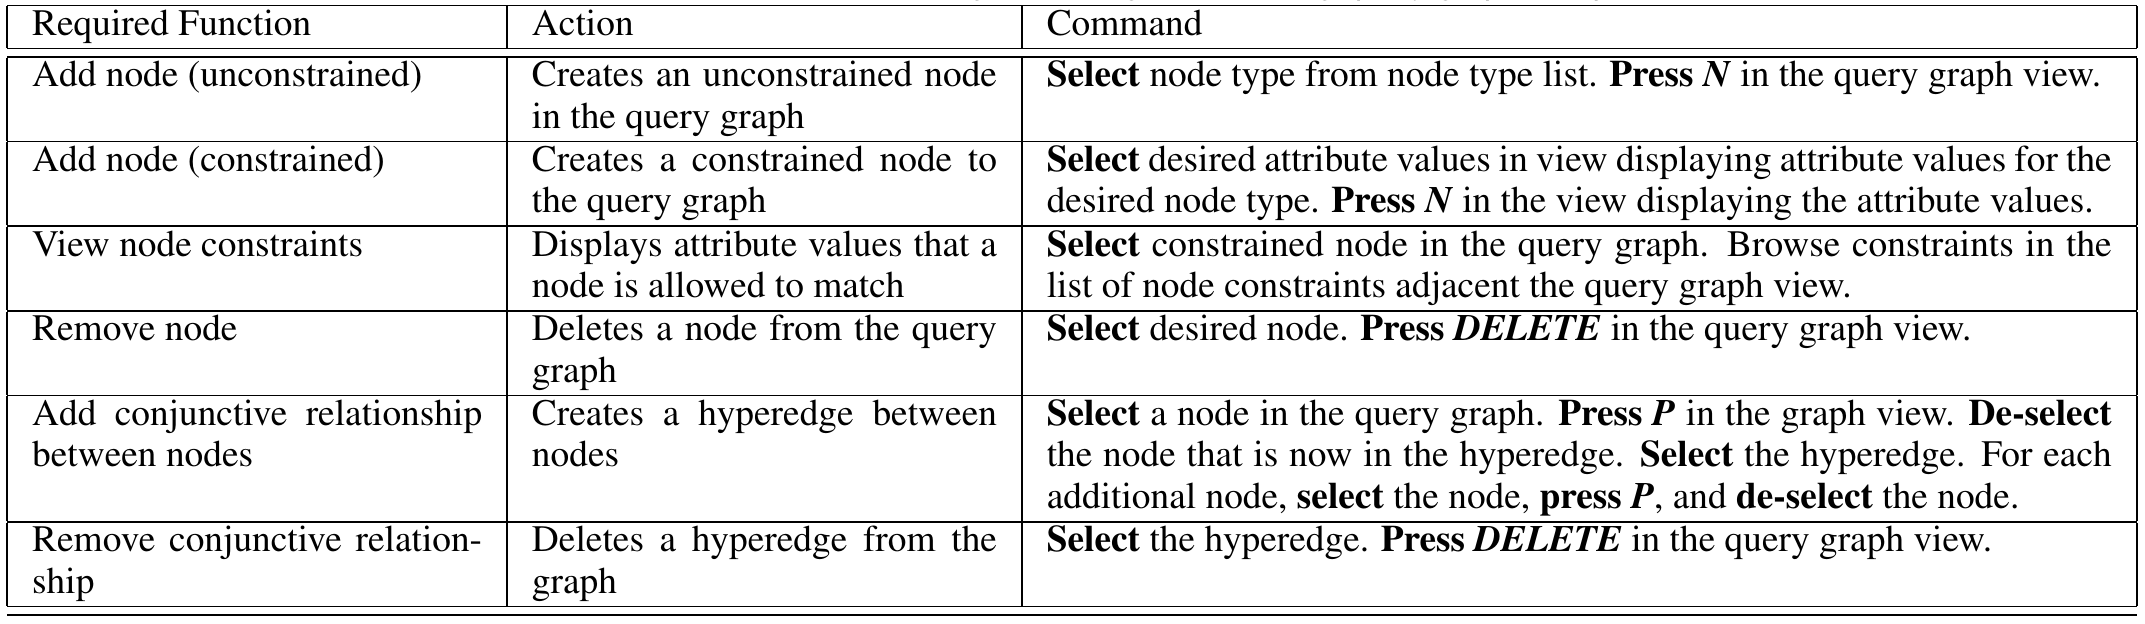 Required Function Action Command
Add node (unconstrained) Creates an unconstrained node Select node type from node type list. Press N in the query graph view.
in the query graph
Add node (constrained) Creates a constrained node to Select desired attribute values in view displaying attribute values for the
the query graph desired node type. Press N in the view displaying the attribute values.
View node constraints Displays attribute values that a Select constrained node in the query graph. Browse constraints in the
node is allowed to match list of node constraints adjacent the query graph view.
Remove node Deletes a node from the query Select desired node. Press DELETE in the query graph view.
graph
Add conjunctive relationship Creates a hyperedge between Select a node in the query graph. Press P in the graph view. De-select
between nodes nodes the node that is now in the hyperedge. Select the hyperedge. For each
additional node, select the node, press P, and de-select the node.
Remove conjunctive relation- Deletes a hyperedge from the Select the hyperedge. Press DELETE in the query graph view.
ship graph